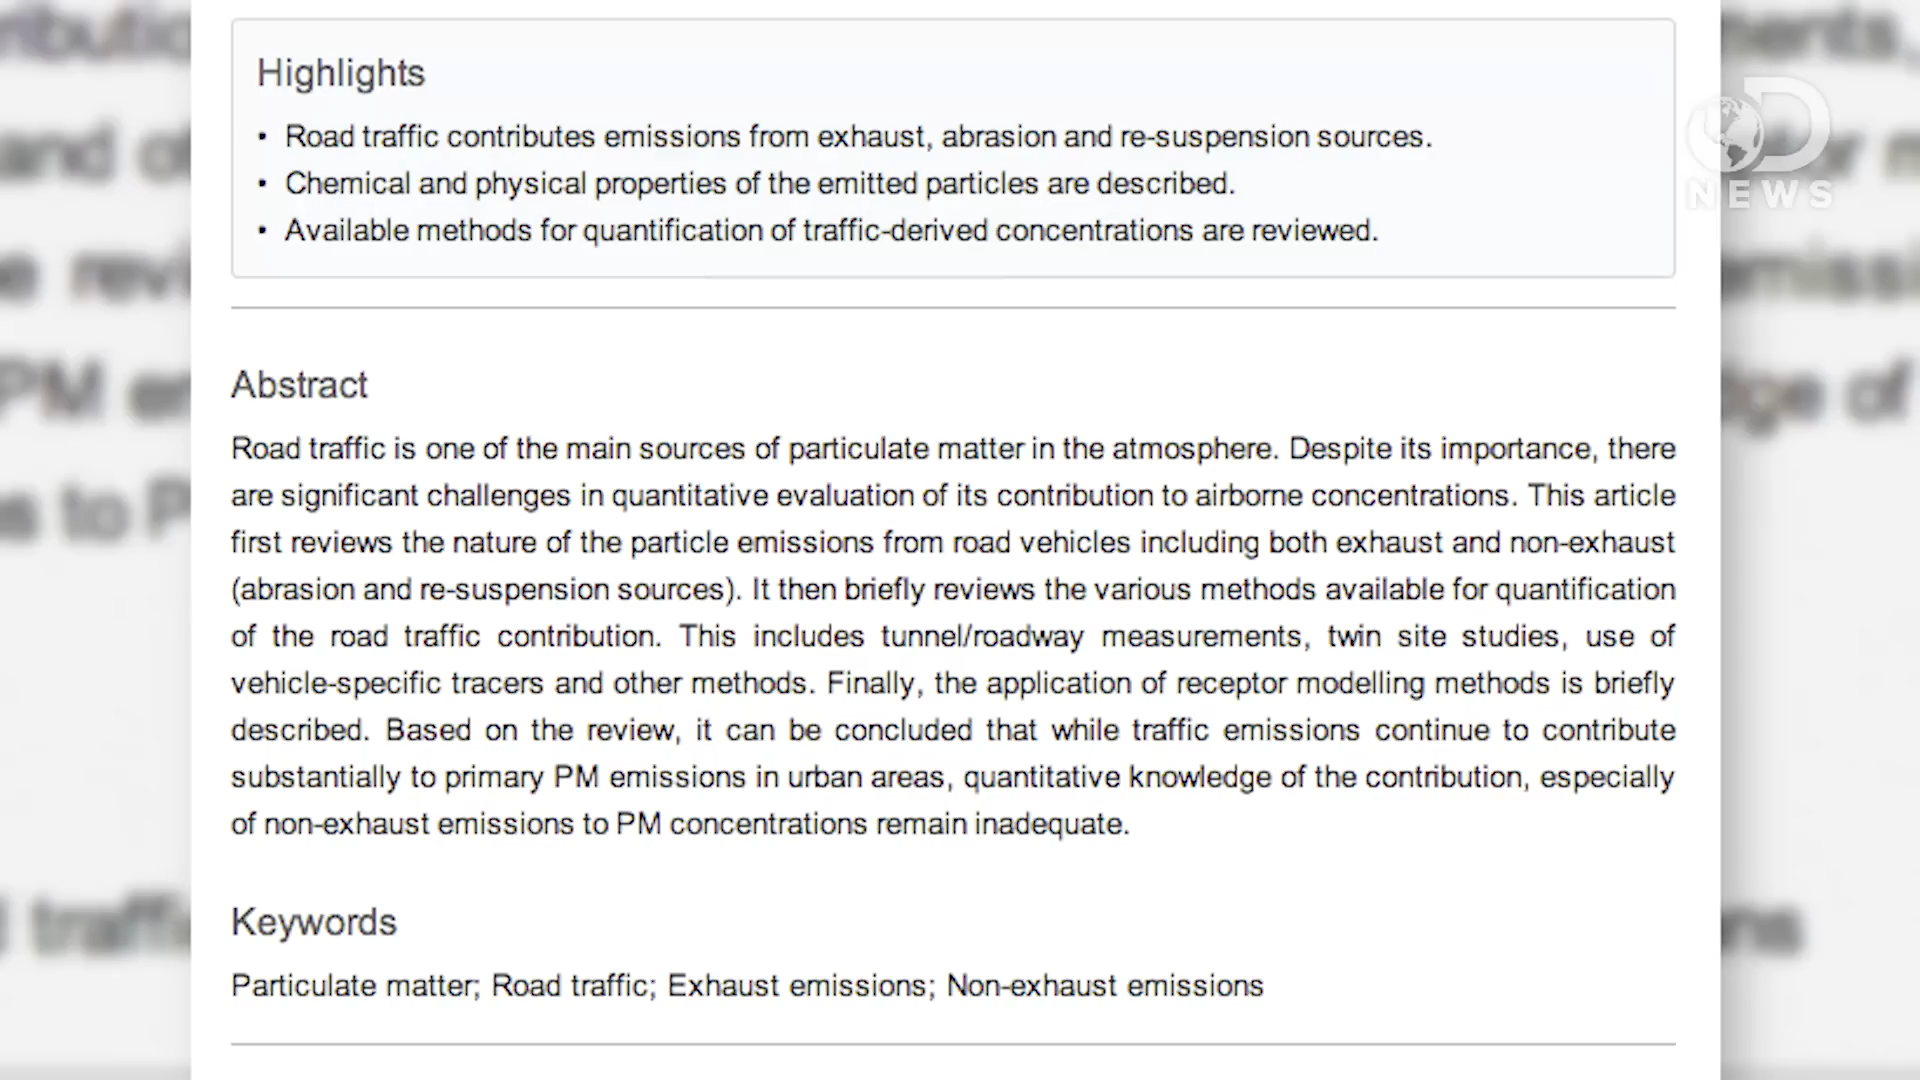 Highlights
• Road traffic contributes emissions from exhaust, abrasion and re-suspension sources.
• Chemical and physical properties of the emitted particles are described.
• Available methods for quantification of traffic-derived concentrations are reviewed.
NEWS
Abstract
Road traffic is one of the main sources of particulate matter in the atmosphere. Despite its importance, there
are significant challenges in quantitative evaluation of its contribution to airborne concentrations. This article
first reviews the nature of the particle emissions from road vehicles including both exhaust and non-exhaust
(abrasion and re-suspension sources). It then briefly reviews the various methods available for quantification
of the road traffic contribution. This includes tunnel/roadway measurements, twin site studies, use of
vehicle-specific tracers and other methods. Finally, the application of receptor modelling methods is briefly
described. Based on the review, it can be concluded that while traffic emissions continue to contribute
substantially to primary PM emissions in urban areas, quantitative knowledge of the contribution, especially
of non-exhaust emissions to PM concentrations remain inadequate.
Keywords
Particulate matter; Road traffic; Exhaust emissions; Non-exhaust emissions